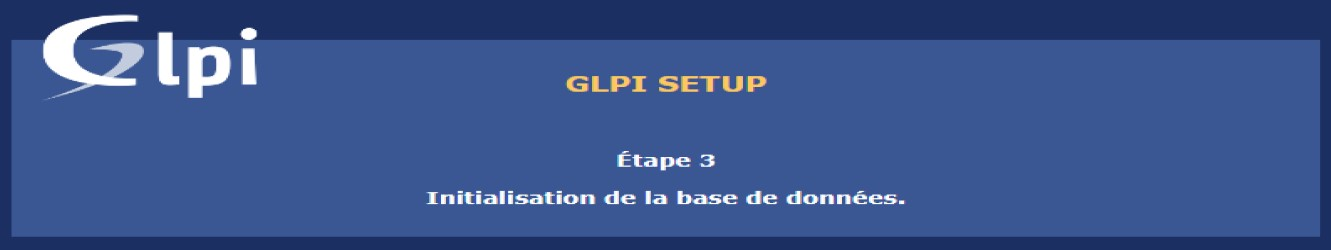 Glpi
GLPI SETUP
Étape 3
Initialisation de la base de données.